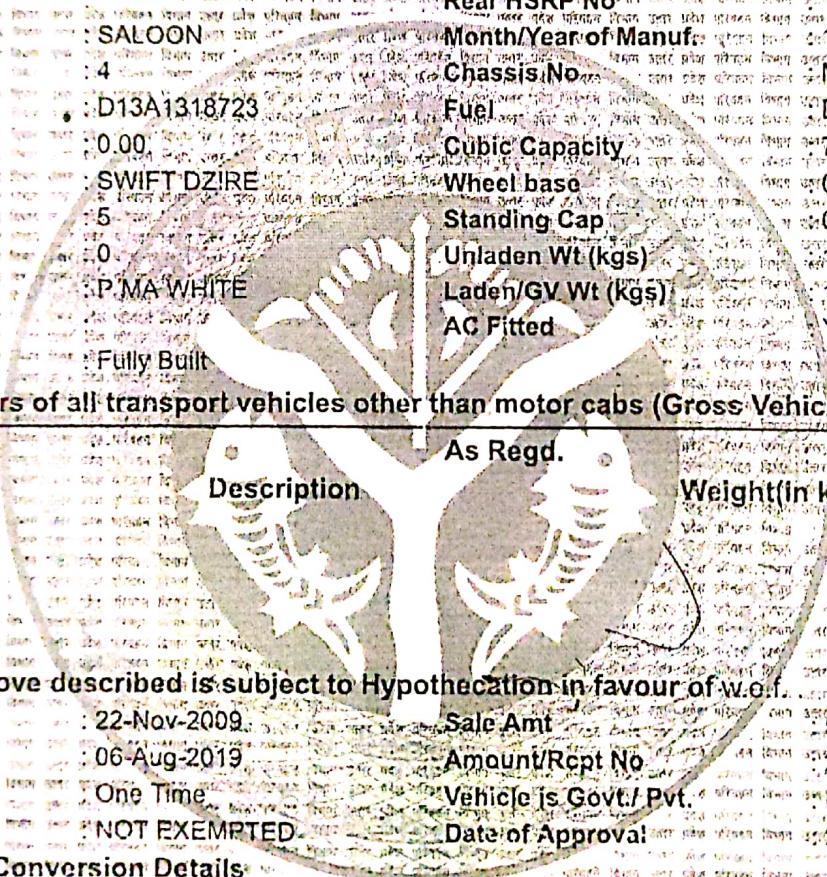 Rear HSRP No
: SALOON Month/Year of Manuf. :
: 4 Chassis No :
: D13A1318723 Fuel :
: 0.00 Cubic Capacity
: SWIFT DZIRE Wheel base
: 5 Standing Cap
: 0 Unladen Wt (kgs)
: P MA WHITE Laden/GV Wt (kgs)
AC Fitted
: Fully Built
rs of all transport vehicles other than motor cabs (Gross Vehic
As Regd.
Description Weight(in k
ove described is subject to Hypothecation in favour of w.e.f. .
: 22-Nov-2009 Sale Amt
: 06-Aug-2019 Amount/Rcpt No
: One Time Vehicle is Govt./ Pvt.
: NOT EXEMPTED Date of Approval
Conversion Details